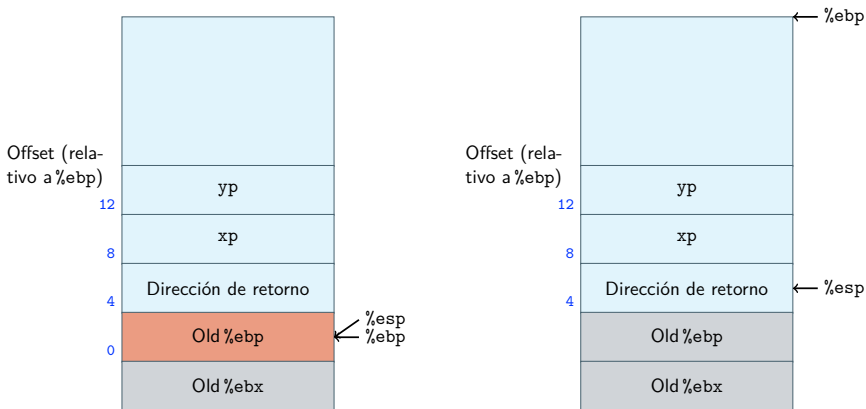 %ebp
Offset (rela-
tivo a %ebp)
yp
12
xp
8
Dirección de retorno
4
%esp
Old %ebp
%ebp
0
Old %ebx
Offset (rela-
tivo a %ebp)
yp
12
xp
8
Dirección de retorno
%esp
4
Old %ebp
Old %ebx